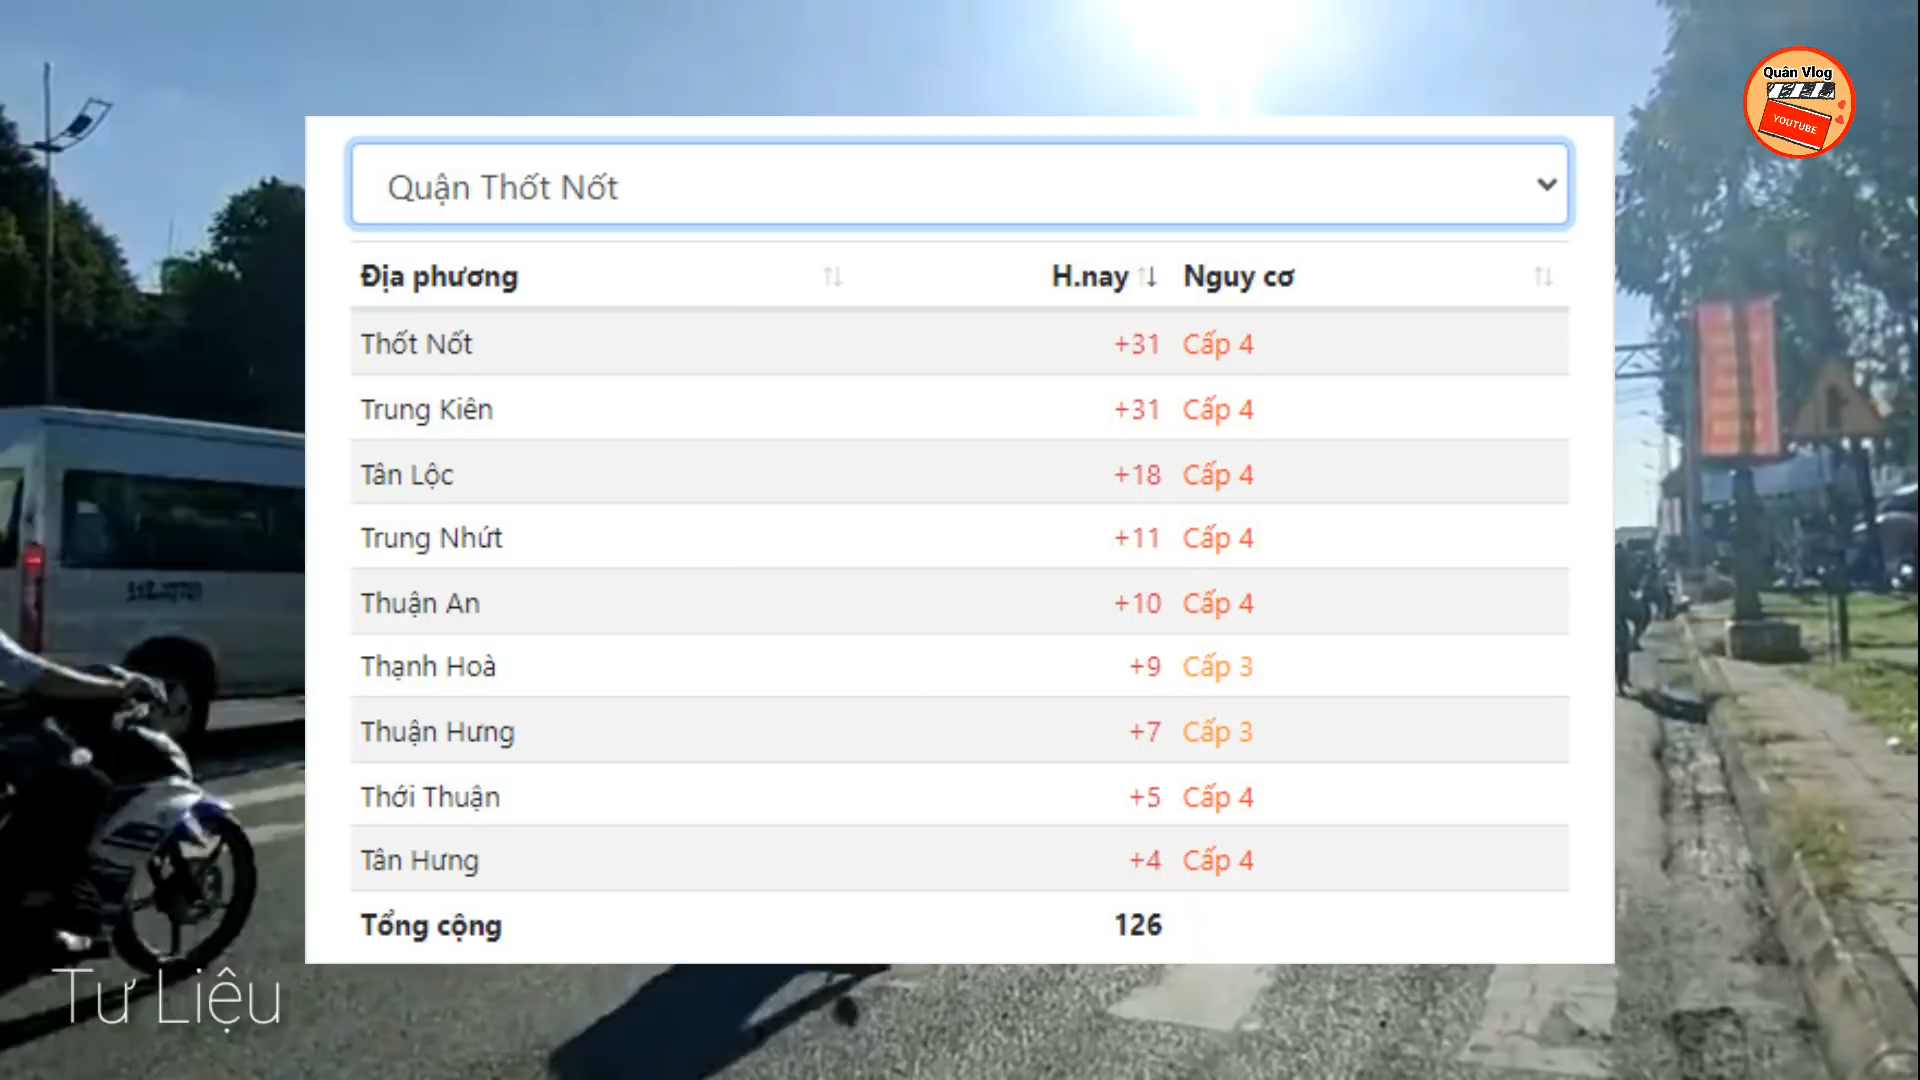 Quân Vlog
YOUTUBE
Quận Thốt Nốt
Địa phương H.nay Nguy cơ
Thốt Nốt +31 Cấp 4
Trung Kiên +31 Cấp 4
Tân Lộc +18 Cấp 4
Trung Nhứt +11 Cấp 4
Thuận An +10 Cấp 4
Thạnh Hoà +9 Cấp 3
Thuận Hưng +7 Cấp 3
Thới Thuận +5 Cấp 4
Tân Hưng +4 Cấp 4
Tổng cộng 126
Tư Liệu